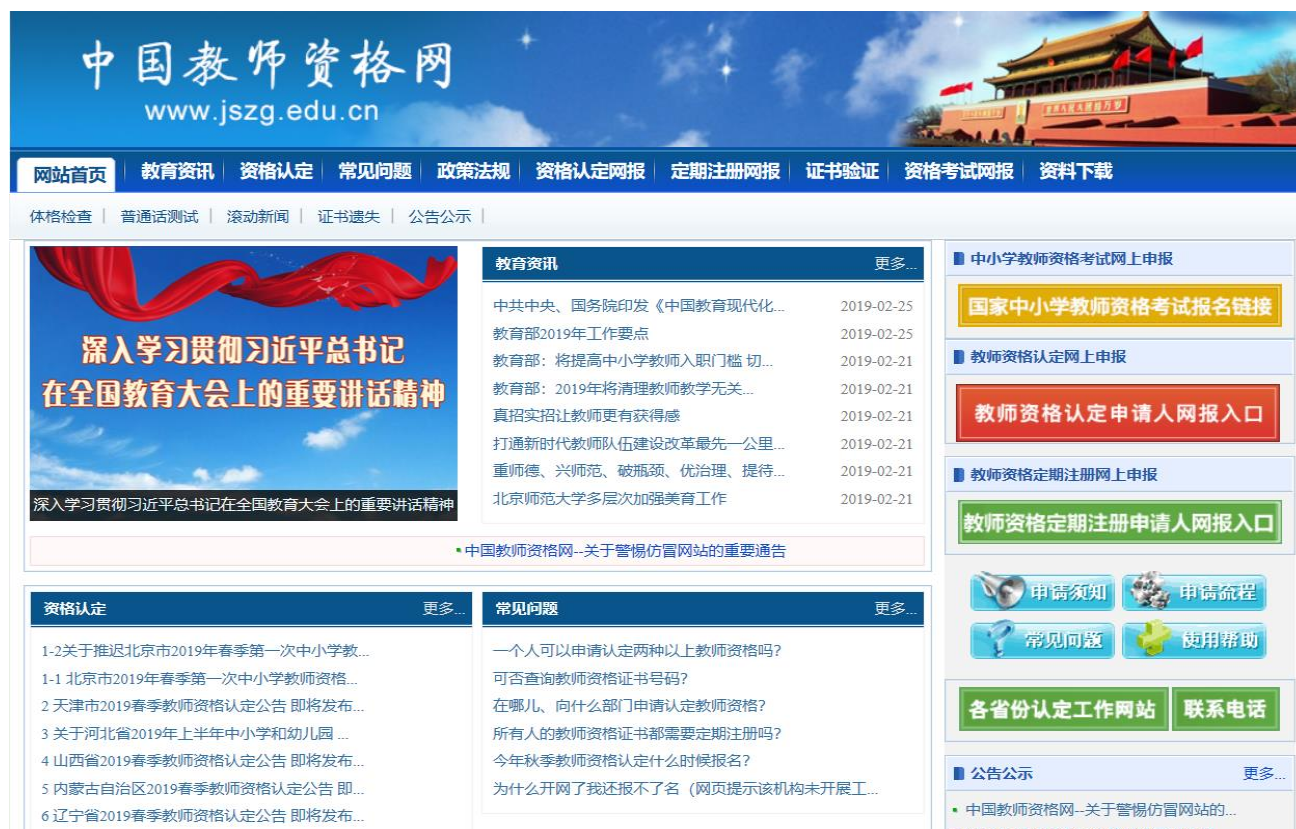 中国教师资格网
www.jszg.edu.cn
网站首页 教育资讯 资格认定 常见问题 政策法规 资格认定网报 定期注册网报 证书验证 资格考试网报 资料下载
体格检查 | 普通话测试 | 滚动新闻 | 证书遗失 | 公告公示 |
深入学习贯彻习近平总书记
在全国教育大会上的重要讲话精神
深入学习贯彻习近平总书记在全国教育大会上的重要讲话精神
教育资讯 更多...
中共中央、国务院印发《中国教育现代化... 2019-02-25
教育部2019年工作要点 2019-02-25
教育部：将提高中小学教师入职门槛 切... 2019-02-21
教育部：2019年将清理教师教学无关... 2019-02-21
真招实招让教师更有获得感 2019-02-21
打通新时代教师队伍建设改革最先一公里... 2019-02-21
重师德、兴师范、破瓶颈、优治理、提待... 2019-02-21
北京师范大学多层次加强美育工作 2019-02-21
中国教师资格网--关于警惕仿冒网站的重要通告
资格认定 更多...
1-2关于推迟北京市2019年春季第一次中小学教...
1-1 北京市2019年春季第一次中小学教师资格...
2 天津市2019春季教师资格认定公告 即将发布...
3 关于河北省2019年上半年中小学和幼儿园 ...
4 山西省2019春季教师资格认定公告 即将发布...
5 内蒙古自治区2019春季教师资格认定公告 即...
6 辽宁省2019春季教师资格认定公告 即将发布...
常见问题 更多...
一个人可以申请认定两种以上教师资格吗?
可否查询教师资格证书号码?
在哪儿、向什么部门申请认定教师资格?
所有人的教师资格证书都需要定期注册吗?
今年秋季教师资格认定什么时候报名?
为什么开网了我还报不了名（网页提示该机构未开展工...
中小学教师资格考试网上申报
国家中小学教师资格考试报名链接
教师资格认定网上申报
教师资格认定申请人网报入口
教师资格定期注册网上申报
教师资格定期注册申请人网报入口
申请须知 申请流程
常见问题 使用帮助
各省份认定工作网站 联系电话
公告公示 更多...
中国教师资格网--关于警惕仿冒网站的...